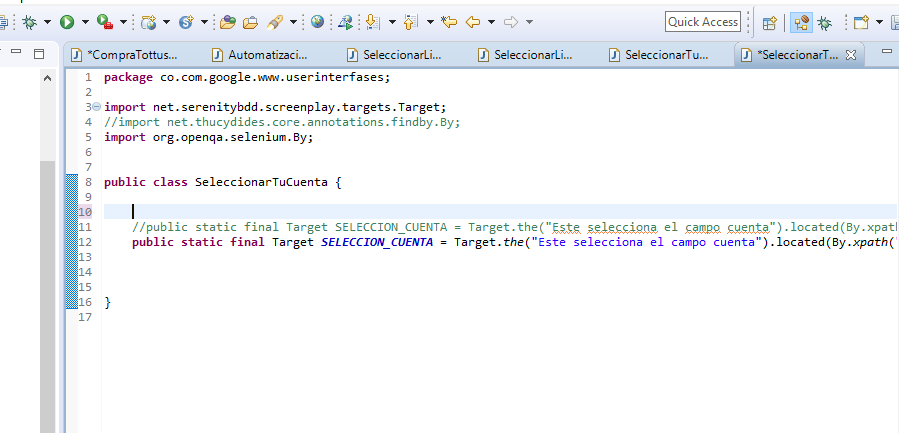 Quick Access
*CompraTottus...
Automatizaci...
SeleccionarLi...
SeleccionarLi...
SeleccionarTu...
*SeleccionarT...
1 package co.com.google.www.userinterfases;
2
3 import net.serenitybdd.screenplay.targets.Target;
4 //import net.thucydides.core.annotations.findby.By;
5 import org.openqa.selenium.By;
6
7
8 public class SeleccionarTuCuenta {
9
10
11 //public static final Target SELECCION_CUENTA = Target.the("Este selecciona el campo cuenta").located(By.xpat
12 public static final Target SELECCION_CUENTA = Target.the("Este selecciona el campo cuenta").located(By.xpath(
13
14
15
16 }
17